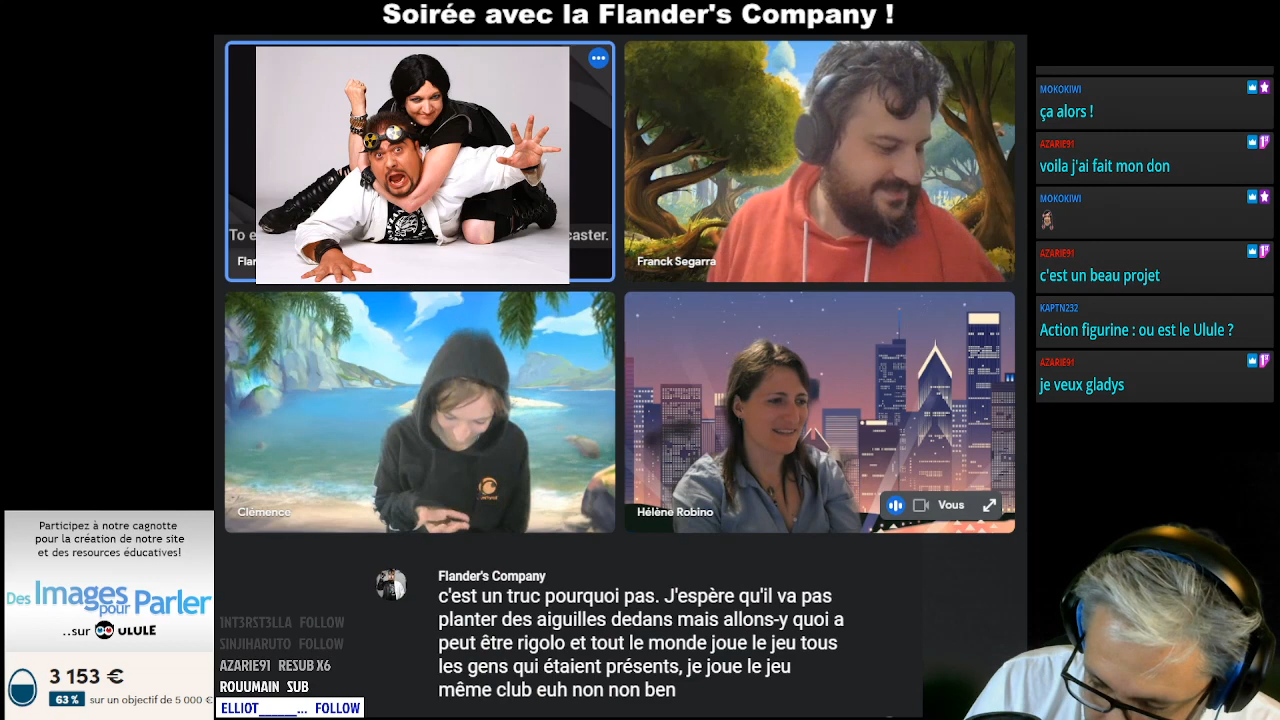 Soirée avec la Flander's Company !
To e
caster.
Flan
Franck Segarra
Clémence
Hélène Robino
Vous
MOKOKIWI
ça alors !
AZARIE91
voila j'ai fait mon don
MOKOKIWI
AZARIE91
c'est un beau projet
KAPTN232
Action figurine : ou est le Ulule ?
AZARIE91
je veux gladys
Participez à notre cagnotte
pour la création de notre site
et des resources éducatives!
Des Images pour Parler
..sur ULULE
3 153 €
63 % sur un objectif de 5 000 €
1NT3RST3LLA FOLLOW
SINJIHARUTO FOLLOW
AZARIE91 RESUB X6
ROUUMAIN SUB
ELLIOT______... FOLLOW
Flander's Company
c'est un truc pourquoi pas. J'espère qu'il va pas
planter des aiguilles dedans mais allons-y quoi a
peut être rigolo et tout le monde joue le jeu tous
les gens qui étaient présents, je joue le jeu
même club euh non non ben